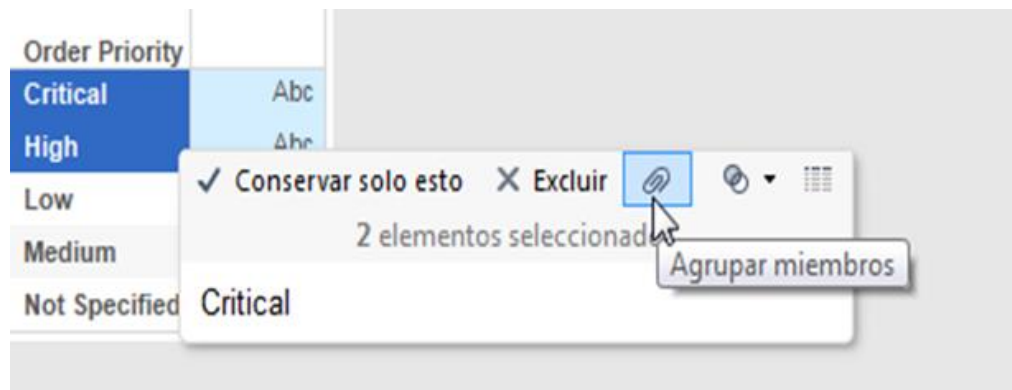 Order Priority
Critical Abc
High Abc
Low
Medium
Not Specified
✓ Conservar solo esto ✕ Excluir
2 elementos seleccionad
Agrupar miembros
Critical